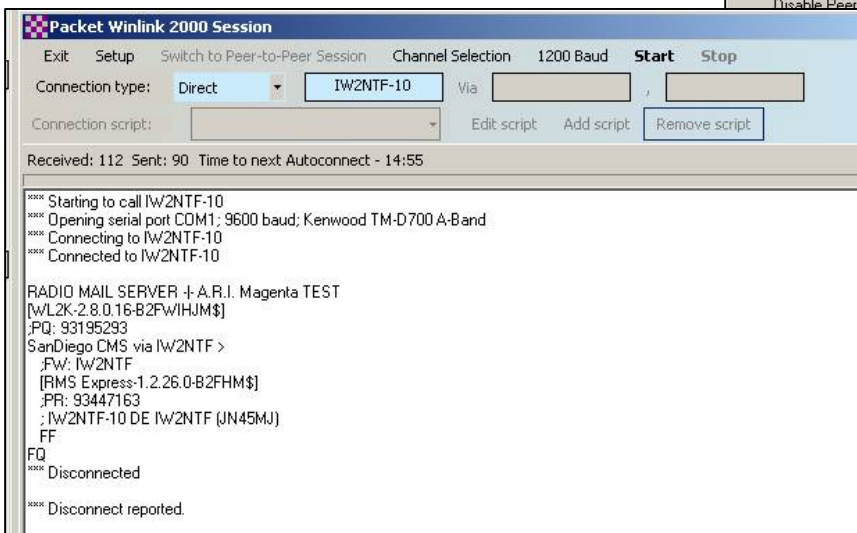 Disable Peer
Packet Winlink 2000 Session
Exit Setup Switch to Peer-to-Peer Session Channel Selection 1200 Baud Start Stop
Connection type: Direct IW2NTF-10 Via ,
Connection script: Edit script Add script Remove script
Received: 112 Sent: 90 Time to next Autoconnect - 14:55
*** Starting to call IW2NTF-10
*** Opening serial port COM1; 9600 baud; Kenwood TM-D700 A-Band
*** Connecting to IW2NTF-10
*** Connected to IW2NTF-10
RADIO MAIL SERVER -|- A.R.I. Magenta TEST
[WL2K-2.8.0.16-B2FWIHJM$]
;PQ: 93195293
SanDiego CMS via IW2NTF >
;FW: IW2NTF
[RMS Express-1.2.26.0-B2FHM$]
;PR: 93447163
; IW2NTF-10 DE IW2NTF (JN45MJ)
FF
FQ
*** Disconnected
*** Disconnect reported.